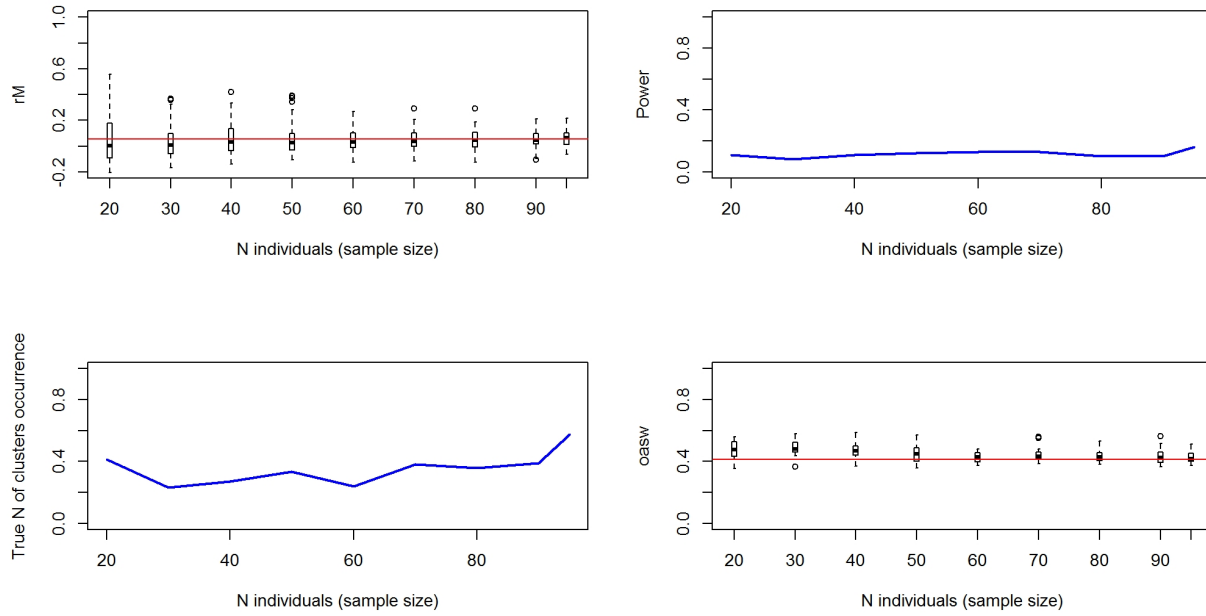 rM
-0.2 0.2 0.6 1.0
20 30 40 50 60 70 80 90
N individuals (sample size)
Power
0.0 0.4 0.8
20 40 60 80
N individuals (sample size)
True N of clusters occurrence
0.0 0.4 0.8
20 40 60 80
N individuals (sample size)
oasw
0.0 0.4 0.8
20 30 40 50 60 70 80 90
N individuals (sample size)